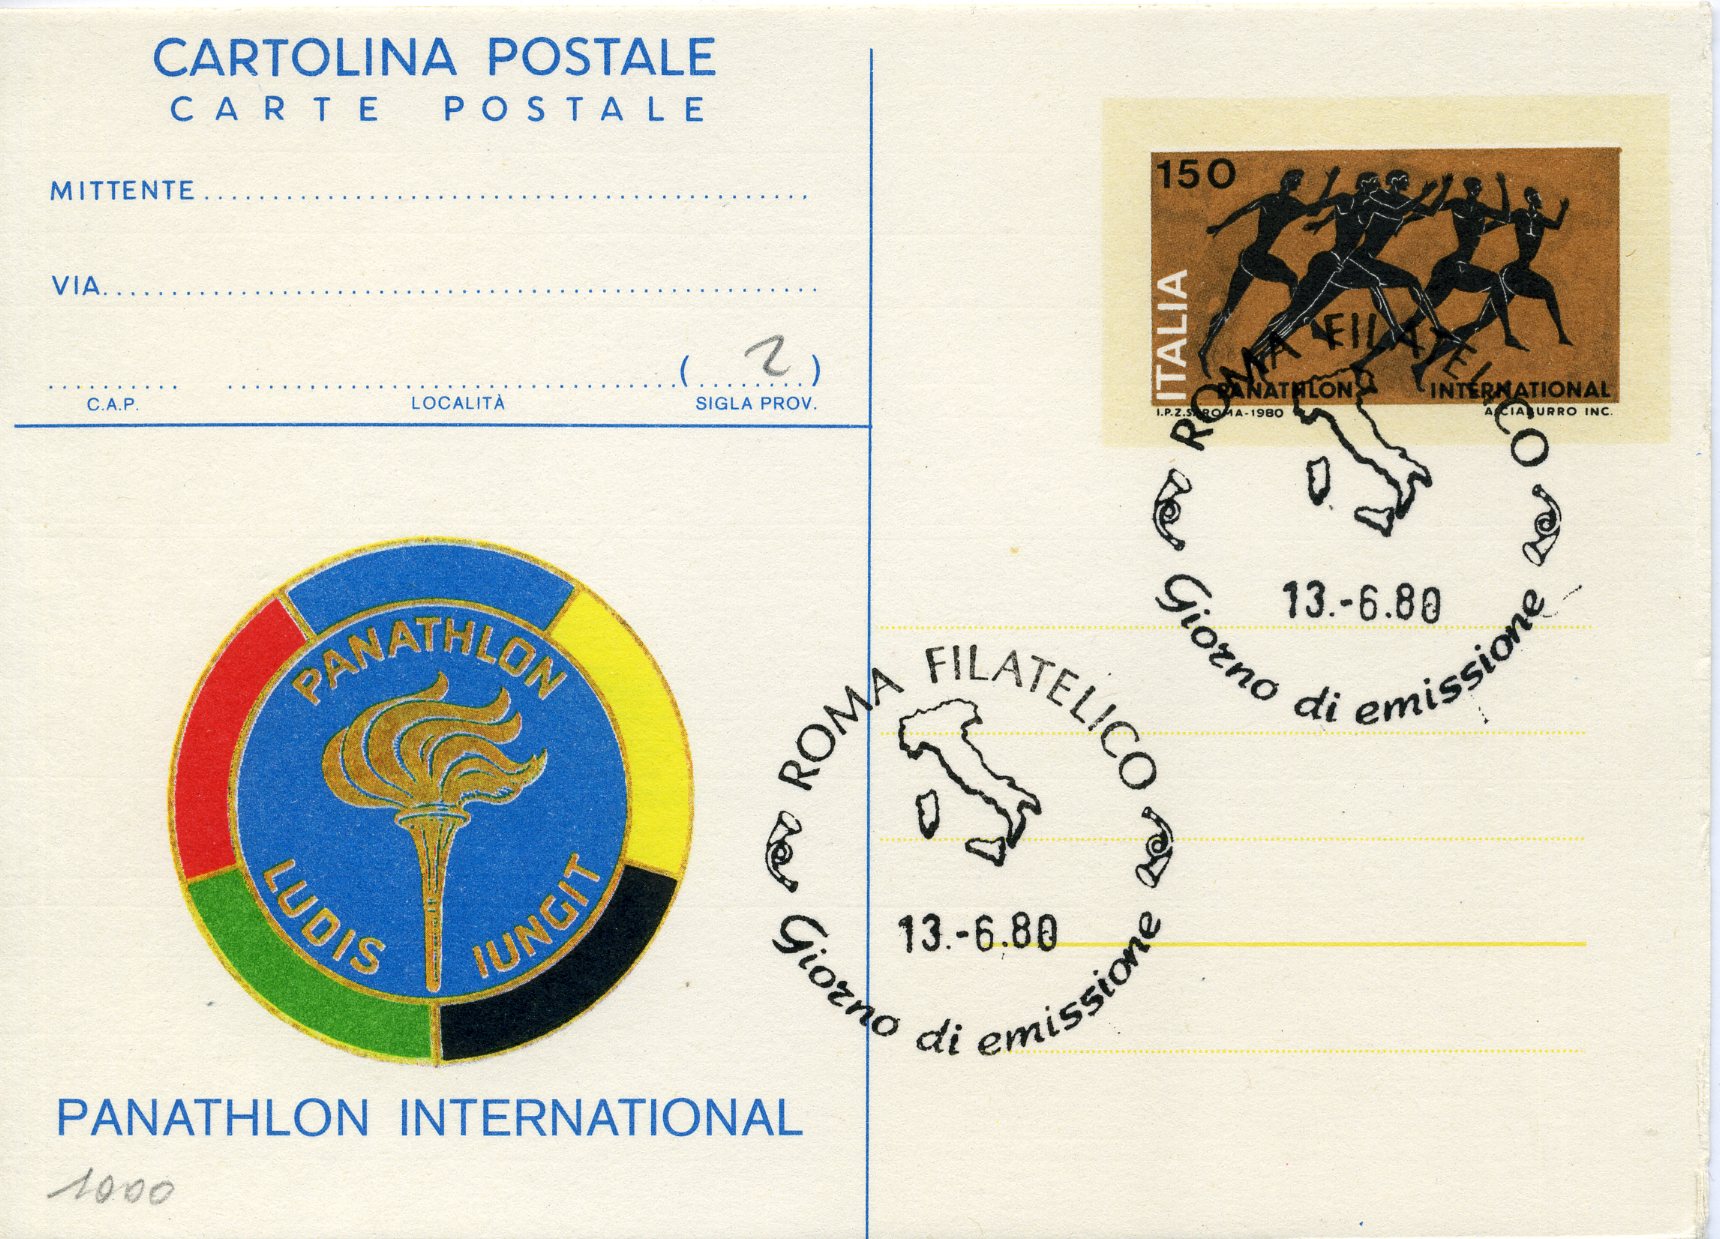 CARTOLINA POSTALE
CARTE POSTALE
MITTENTE
VIA
( 2 )
C.A.P. LOCALITÀ SIGLA PROV.
PANATHLON
LUDIS IUNGIT
PANATHLON INTERNATIONAL
1000
150
ITALIA
PANATHLON INTERNATIONAL
I.P.Z.S. ROMA-1980 A.CIABURRO INC.
ROMA FILATELICO
13.-6.80
Giorno di emissione
ROMA FILATELICO
13.-6.80
Giorno di emissione